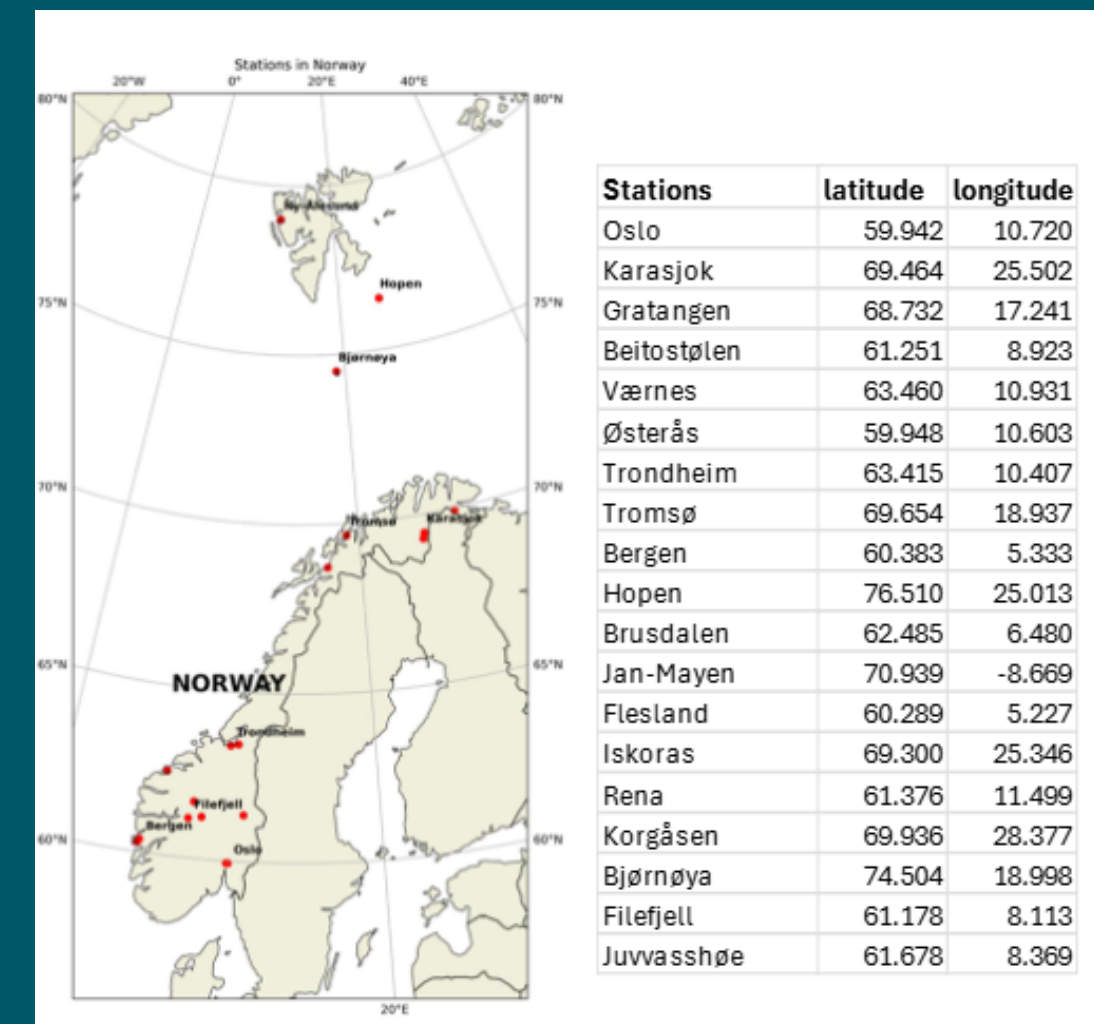 Stations in Norway
20°W 0° 20°E 40°E
80°N 80°N
Ny-Ålesund
Hopen
75°N 75°N
Bjørnøya
70°N 70°N
Tromsø Karasjok
65°N 65°N
NORWAY
Trondheim
Filefjell
Bergen
60°N 60°N
Oslo
20°E
Stations latitude longitude
Oslo 59.942 10.720
Karasjok 69.464 25.502
Gratangen 68.732 17.241
Beitostølen 61.251 8.923
Værnes 63.460 10.931
Østerås 59.948 10.603
Trondheim 63.415 10.407
Tromsø 69.654 18.937
Bergen 60.383 5.333
Hopen 76.510 25.013
Brusdalen 62.485 6.480
Jan-Mayen 70.939 -8.669
Flesland 60.289 5.227
Iskoras 69.300 25.346
Rena 61.376 11.499
Korgåsen 69.936 28.377
Bjørnøya 74.504 18.998
Filefjell 61.178 8.113
Juvvasshøe 61.678 8.369